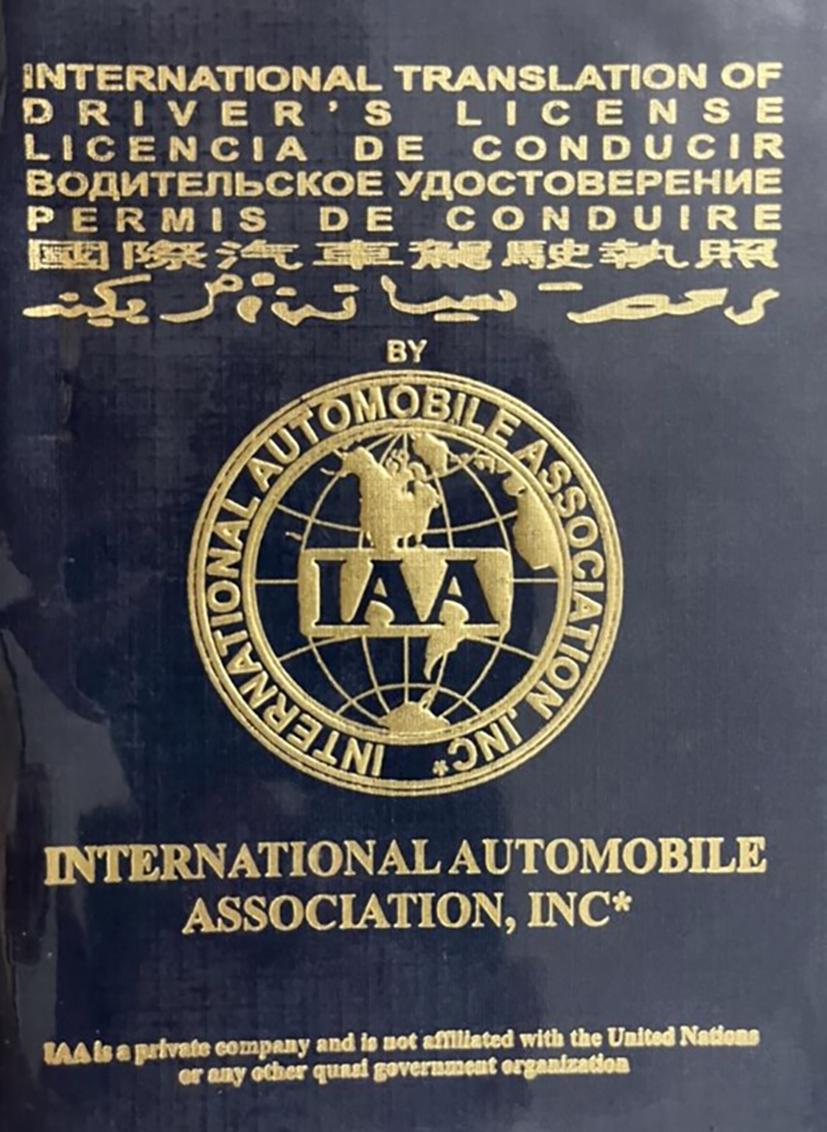 INTERNATIONAL TRANSLATION OF
DRIVER'S LICENSE
LICENCIA DE CONDUCIR
ВОДИТЕЛЬСКОЕ УДОСТОВЕРЕНИЕ
PERMIS DE CONDUIRE
國際汽車駕駛執照
BY
INTERNATIONAL AUTOMOBILE ASSOCIATION, INC*
IAA
INTERNATIONAL AUTOMOBILE
ASSOCIATION, INC*
IAA is a private company and is not affiliated with the United Nations
or any other quasi government organization